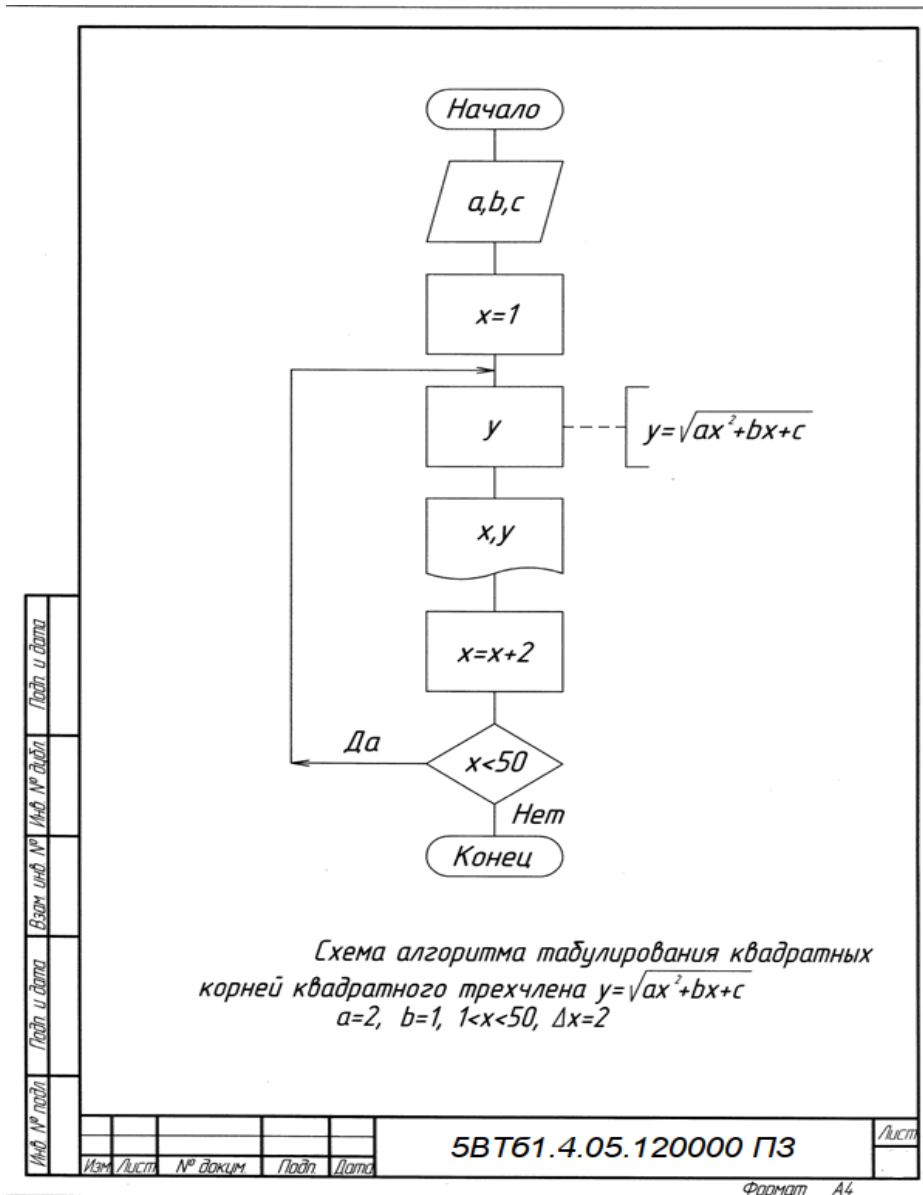 Начало
a,b,c
x=1
y
y=√ax²+bx+c
x,y
x=x+2
Да
x<50
Нет
Конец
Схема алгоритма табулирования квадратных
корней квадратного трехчлена y=√ax²+bx+c
a=2, b=1, 1<x<50, Δx=2
Подп. и дата
Инв. № дубл
Взам инв. №
Подп. и дата
Инв. № подл
Изм Лист № докум. Подп. Дата
5ВТ61.4.05.120000 ПЗ
Лист
Формат А4